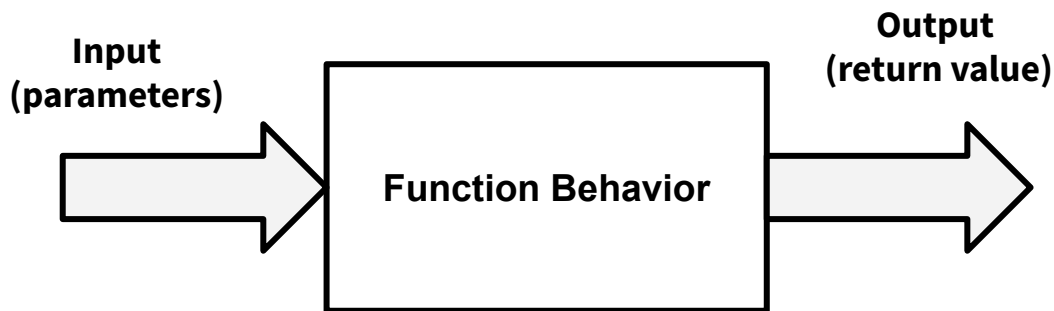 Input
(parameters)
Function Behavior
Output
(return value)